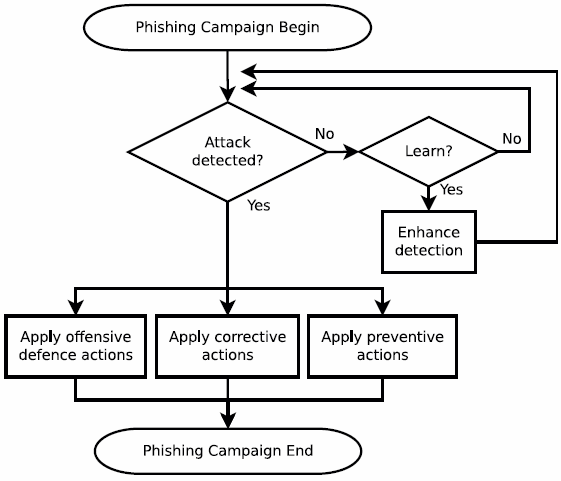 Phishing Campaign Begin
Attack
detected?
No
Learn?
No
Yes
Yes
Enhance
detection
Apply offensive
defence actions
Apply corrective
actions
Apply preventive
actions
Phishing Campaign End